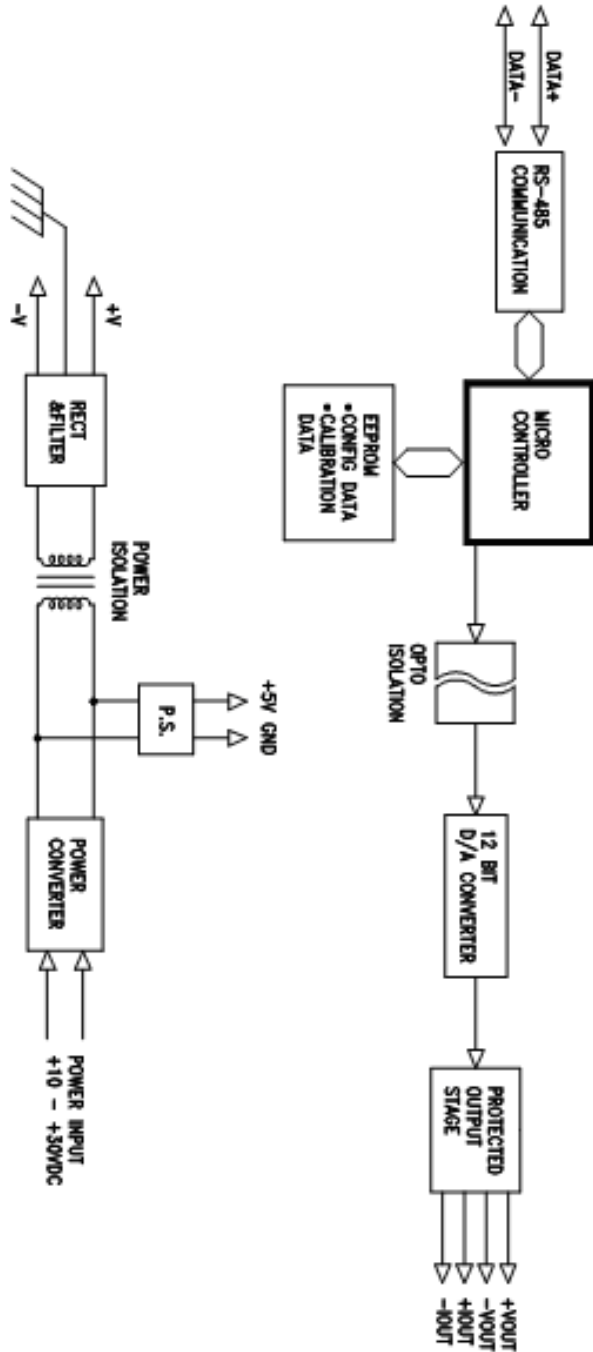 DATA+
DATA-
RS-485
COMMUNICATION
MICRO
CONTROLLER
EEPROM
•CONFIG DATA
•CALIBRATION
DATA
OPTO
ISOLATION
12 BIT
D/A CONVERTER
PROTECTED
OUTPUT
STAGE
+VOUT
-VOUT
+IOUT
-IOUT
+V
-V
RECT
&FILTER
POWER
ISOLATION
+5V GND
P.S.
POWER
CONVERTER
POWER INPUT
+10 - +30VDC